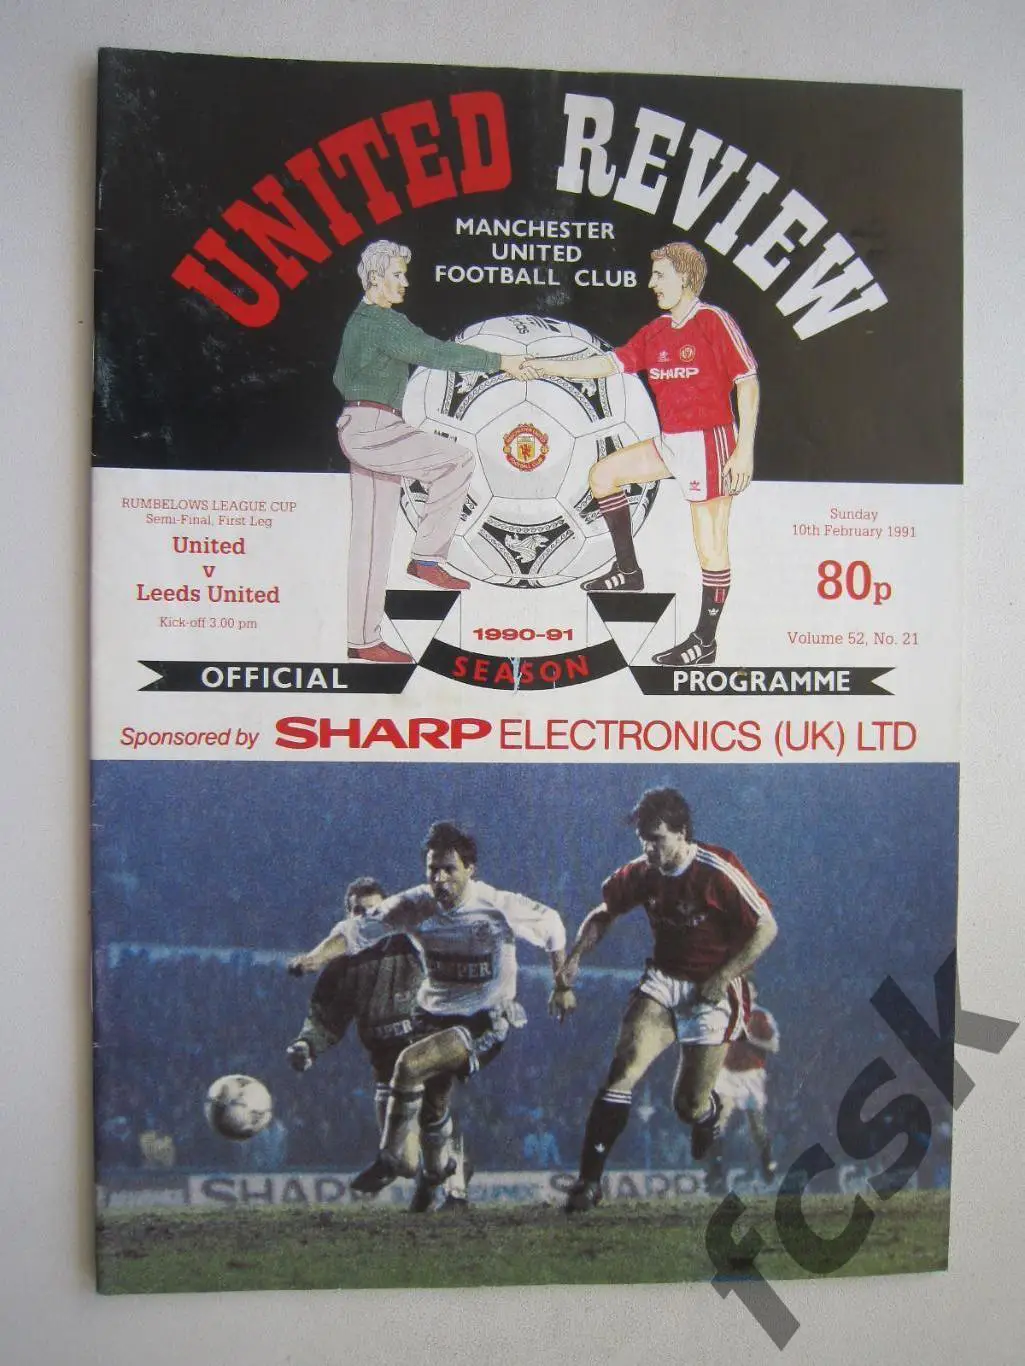 UNITED REVIEW
MANCHESTER
UNITED
FOOTBALL CLUB
SHARP
RUMBELOWS LEAGUE CUP
Semi-Final, First Leg
United
v
Leeds United
Kick-off 3.00 pm
Sunday
10th February 1991
80p
Volume 52, No. 21
1990-91
SEASON
OFFICIAL
PROGRAMME
Sponsored by SHARP ELECTRONICS (UK) LTD
SHARP
fcsk